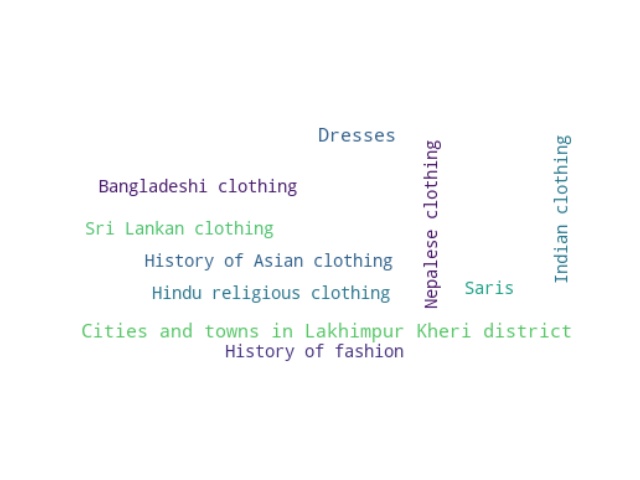 Dresses
Nepalese clothing
Indian clothing
Bangladeshi clothing
Sri Lankan clothing
History of Asian clothing
Hindu religious clothing
Saris
Cities and towns in Lakhimpur Kheri district
History of fashion